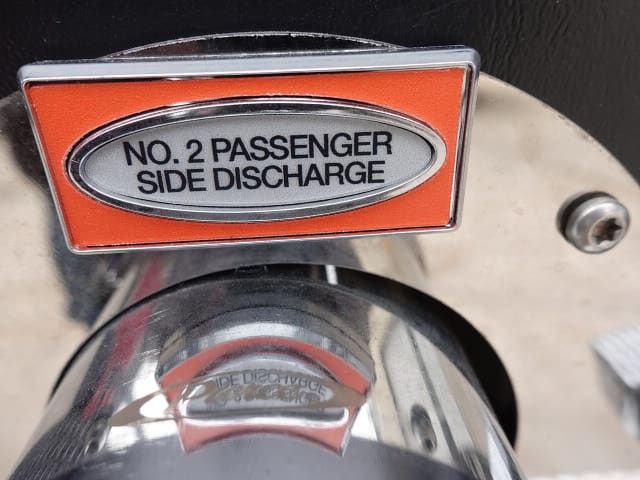 NO. 2 PASSENGER
SIDE DISCHARGE